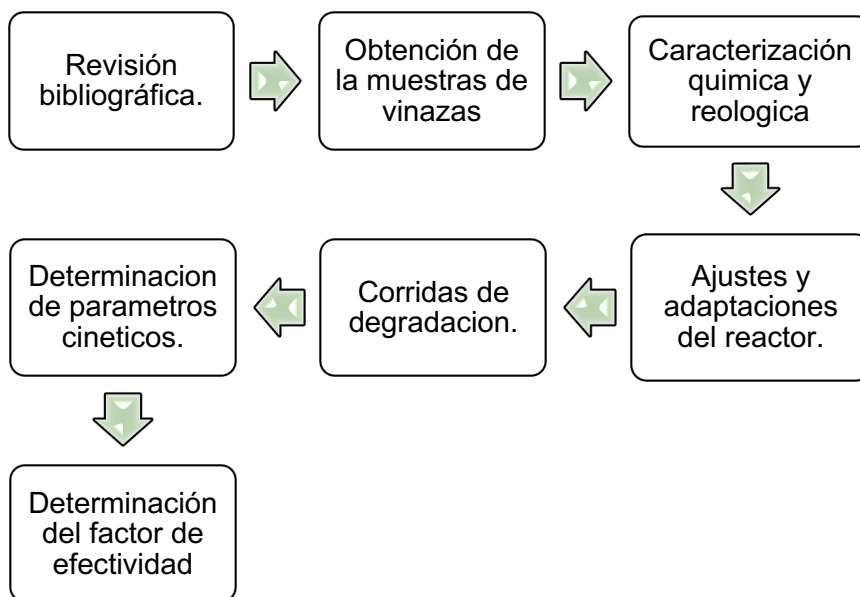 Revisión
bibliográfica.
Obtención de
la muestras de
vinazas
Caracterización
quimica y
reologica
Ajustes y
adaptaciones
del reactor.
Corridas de
degradacion.
Determinacion
de parametros
cineticos.
Determinación
del factor de
efectividad